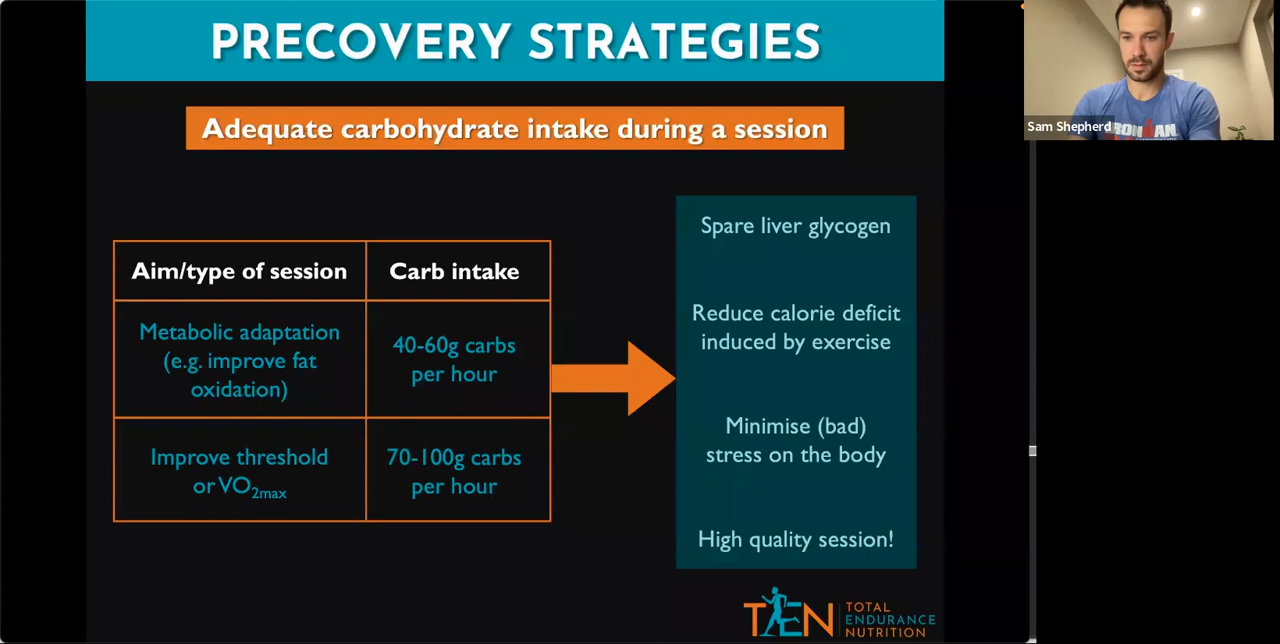 PRECOVERY STRATEGIES
Adequate carbohydrate intake during a session
Aim/type of session
Carb intake
Metabolic adaptation
(e.g. improve fat
oxidation)
40-60g carbs
per hour
Improve threshold
or VO2max
70-100g carbs
per hour
Spare liver glycogen
Reduce calorie deficit
induced by exercise
Minimise (bad)
stress on the body
High quality session!
TEN
TOTAL
ENDURANCE
NUTRITION
Sam Shepherd